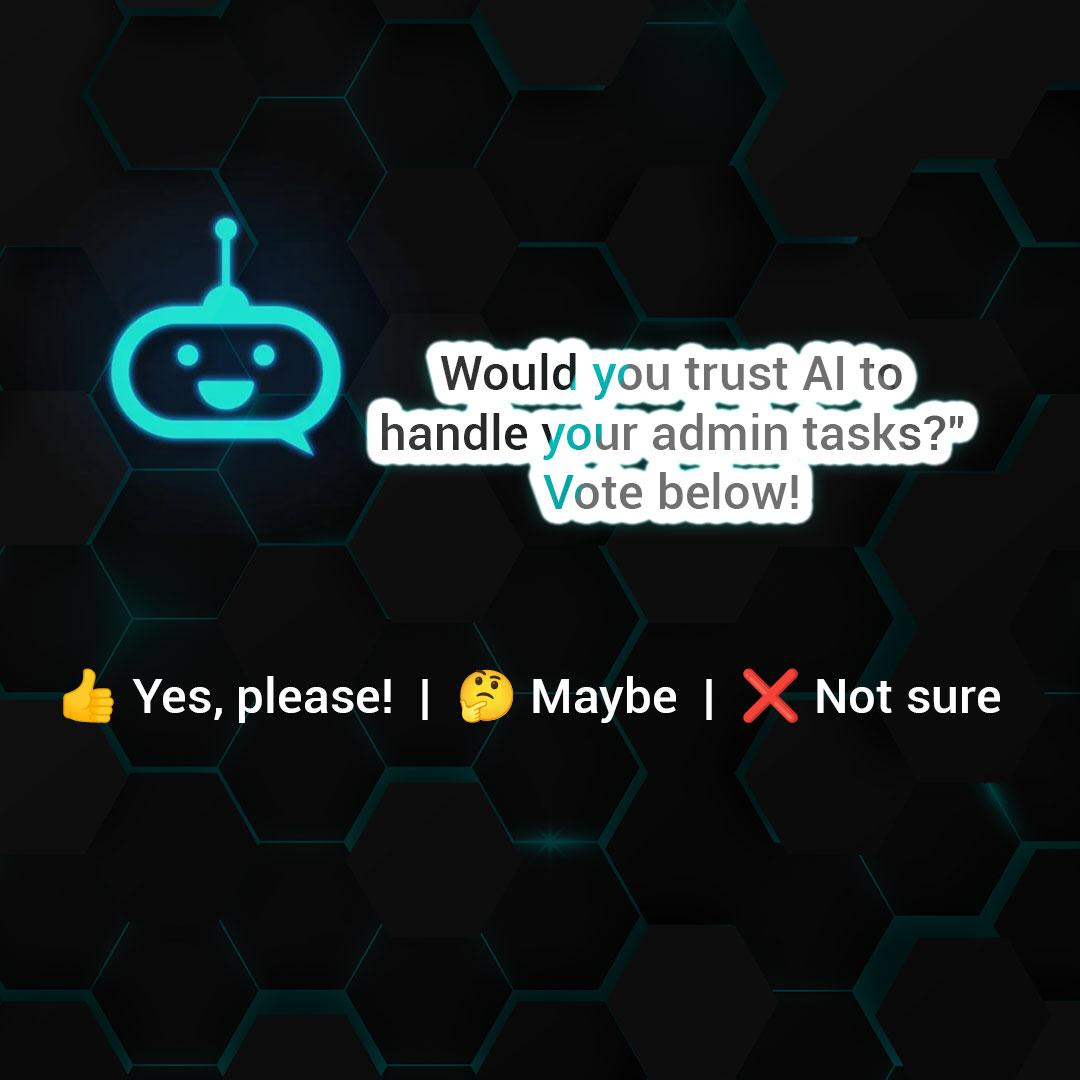 Would you trust AI to
handle your admin tasks?"
Vote below!
👍 Yes, please! | 🤔 Maybe | ❌ Not sure